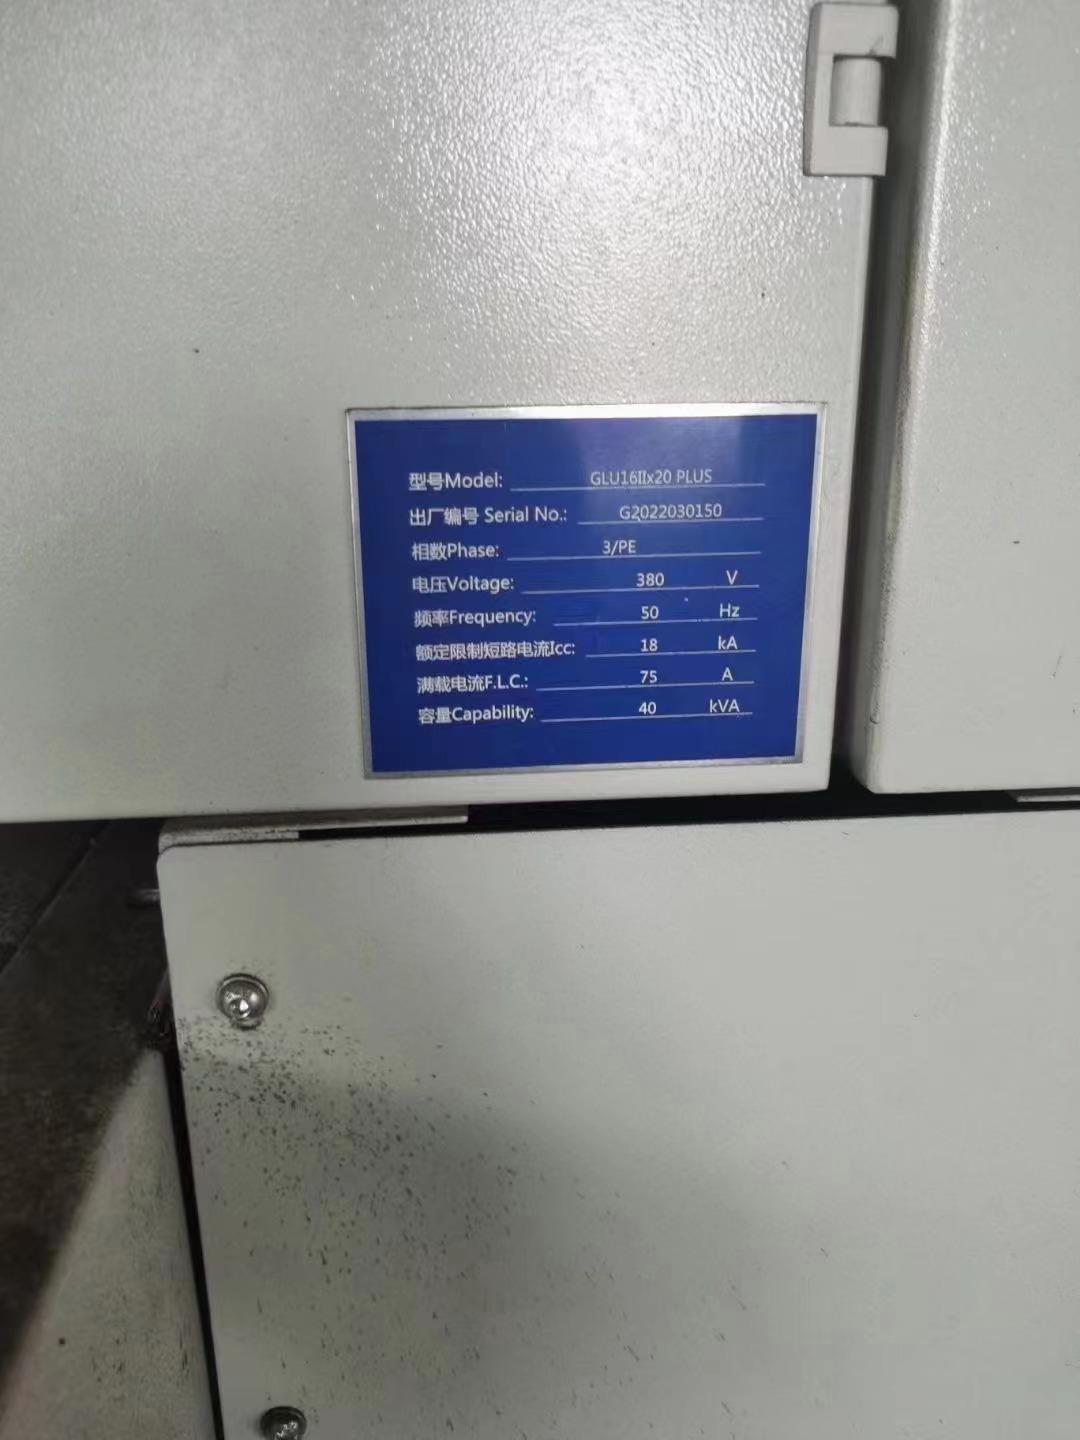 型号Model: GLU16IIx20 PLUS
出厂编号 Serial No.: G2022030150
相数Phase: 3/PE
电压Voltage: 380 V
频率Frequency: 50 Hz
额定限制短路电流Icc: 18 kA
满载电流F.L.C.: 75 A
容量Capability: 40 kVA